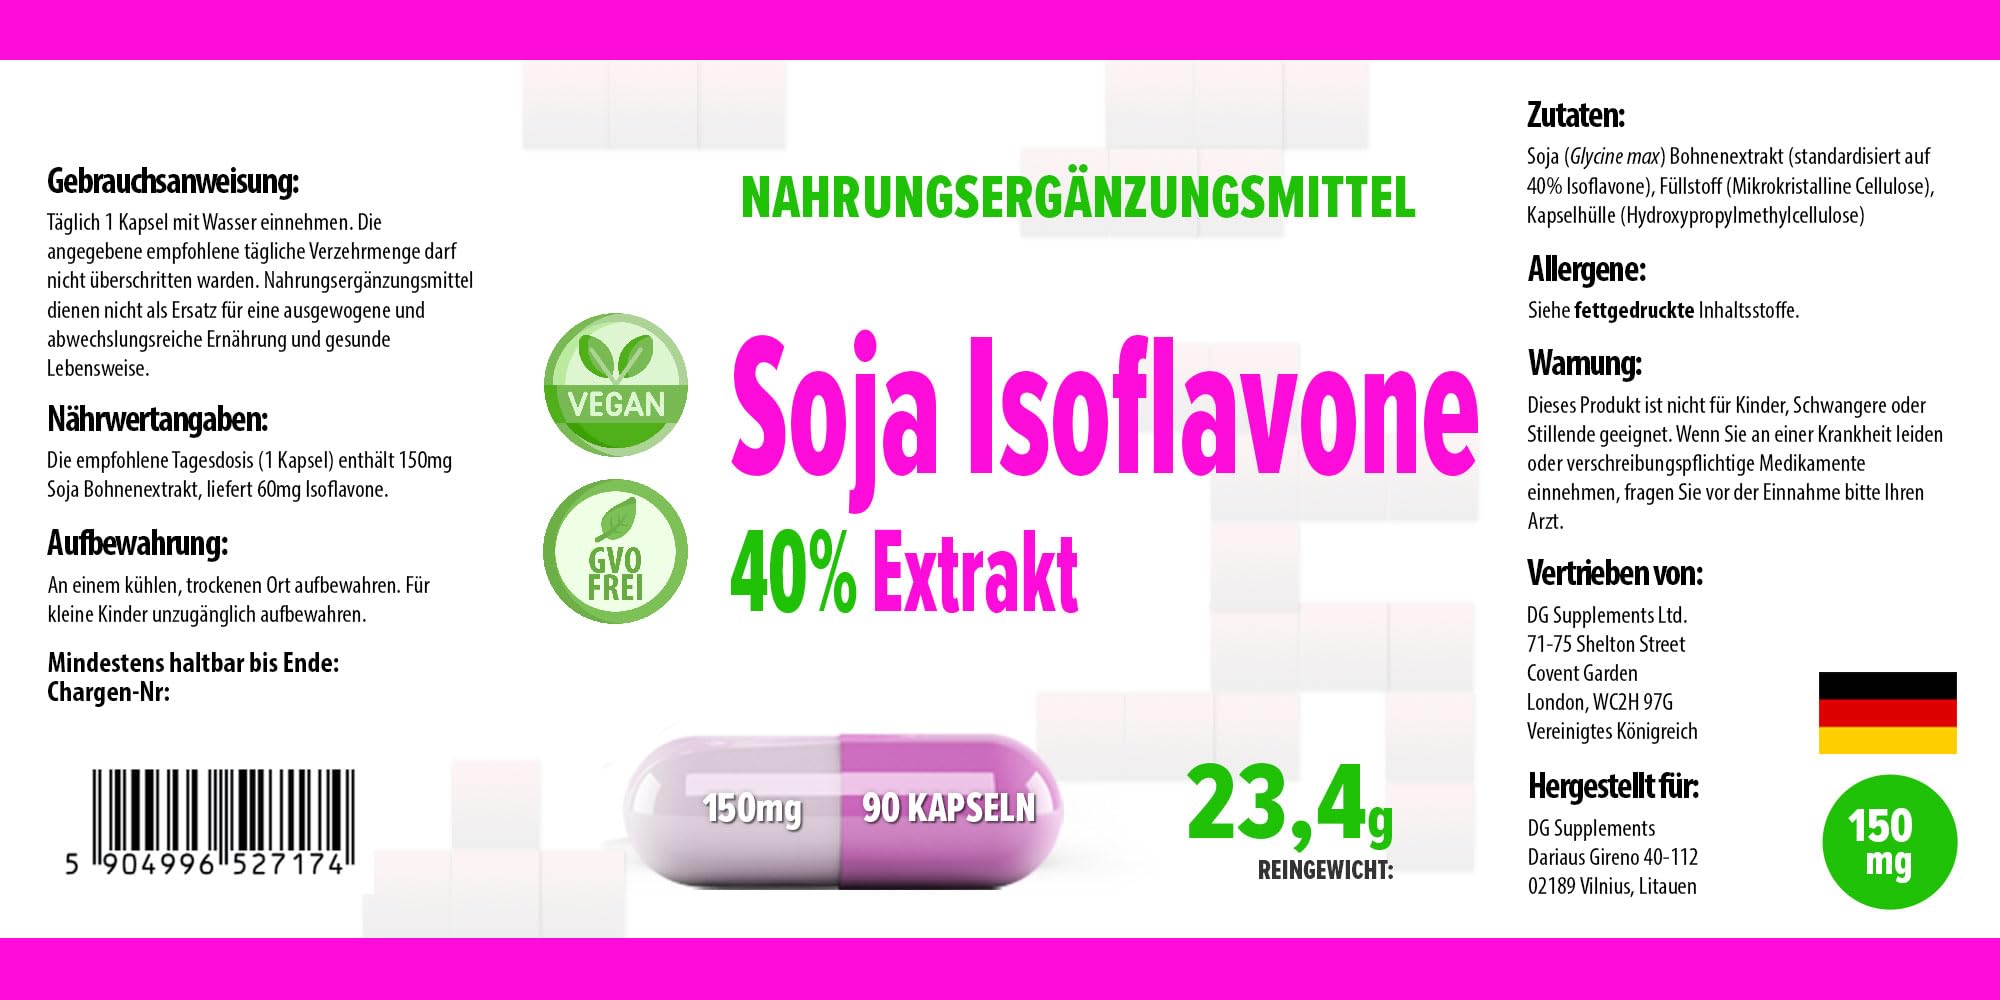 Gebrauchsanweisung:
Täglich 1 Kapsel mit Wasser einnehmen. Die
angegebene empfohlene tägliche Verzehrmenge darf
nicht überschritten warden. Nahrungsergänzungsmittel
dienen nicht als Ersatz für eine ausgewogene und
abwechslungsreiche Ernährung und gesunde
Lebensweise.
Nährwertangaben:
Die empfohlene Tagesdosis (1 Kapsel) enthält 150mg
Soja Bohnenextrakt, liefert 60mg Isoflavone.
Aufbewahrung:
An einem kühlen, trockenen Ort aufbewahren. Für
kleine Kinder unzugänglich aufbewahren.
Mindestens haltbar bis Ende:
Chargen-Nr:
5 904996 527174
NAHRUNGSERGÄNZUNGSMITTEL
VEGAN
GVO
FREI
Soja Isoflavone
40% Extrakt
150mg 90 KAPSELN
23,4g
REINGEWICHT:
Zutaten:
Soja (Glycine max) Bohnenextrakt (standardisiert auf
40% Isoflavone), Füllstoff (Mikrokristalline Cellulose),
Kapselhülle (Hydroxypropylmethylcellulose)
Allergene:
Siehe fettgedruckte Inhaltsstoffe.
Warnung:
Dieses Produkt ist nicht für Kinder, Schwangere oder
Stillende geeignet. Wenn Sie an einer Krankheit leiden
oder verschreibungspflichtige Medikamente
einnehmen, fragen Sie vor der Einnahme bitte Ihren
Arzt.
Vertrieben von:
DG Supplements Ltd.
71-75 Shelton Street
Covent Garden
London, WC2H 97G
Vereinigtes Königreich
Hergestellt für:
DG Supplements
Dariaus Gireno 40-112
02189 Vilnius, Litauen
150
mg